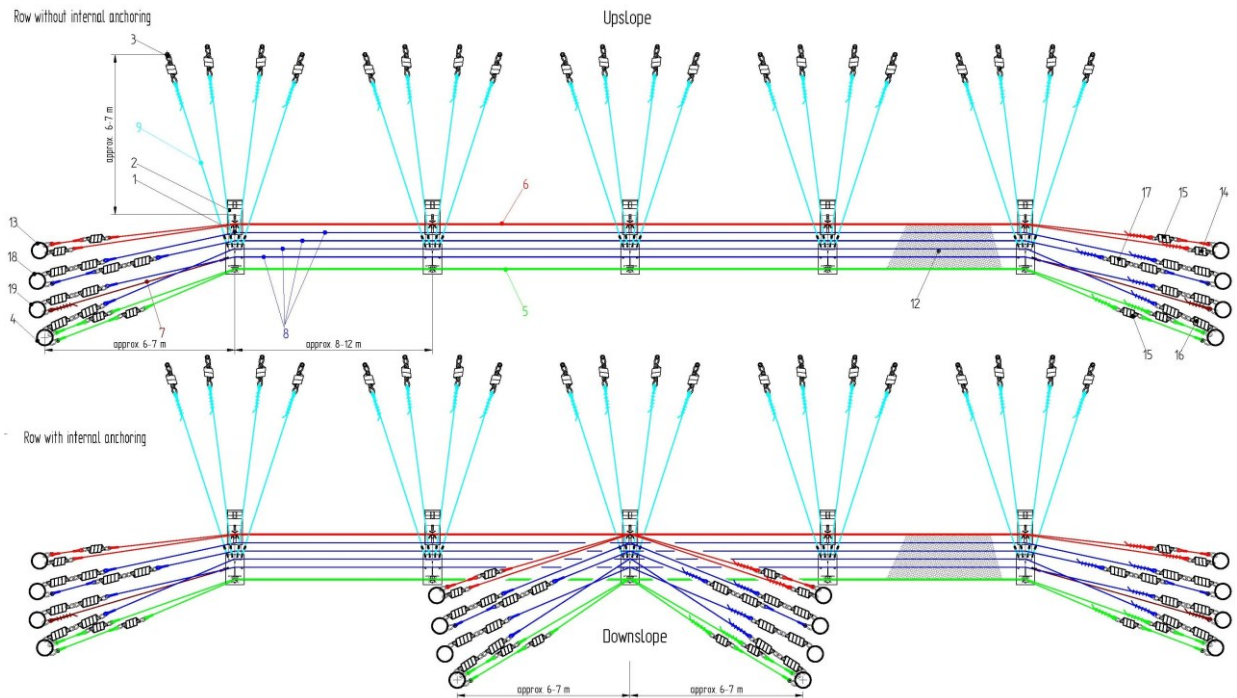 Row without internal anchoring
Upslope
3
approx. 6-7 m
9
2
1
6
13
17
15
14
18
19
12
4
7
8
5
15
16
approx. 6-7 m
approx. 8-12 m
Row with internal anchoring
Downslope
approx. 6-7 m
approx. 6-7 m